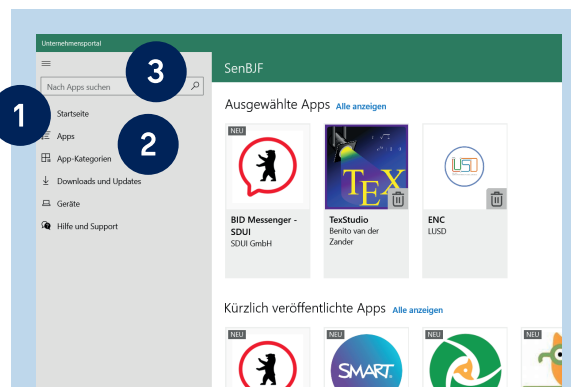 Unternehmensportal
Nach Apps suchen
3
1
2
Startseite
Apps
App-Kategorien
Downloads und Updates
Geräte
Hilfe und Support
SenBJF
Ausgewählte Apps Alle anzeigen
NEU
BID Messenger -
SDUI
SDUI GmbH
TEX
TexStudio
Benito van der
Zander
LUSD
ENC
LUSD
Kürzlich veröffentlichte Apps Alle anzeigen
NEU
NEU
SMART
NEU
NEU